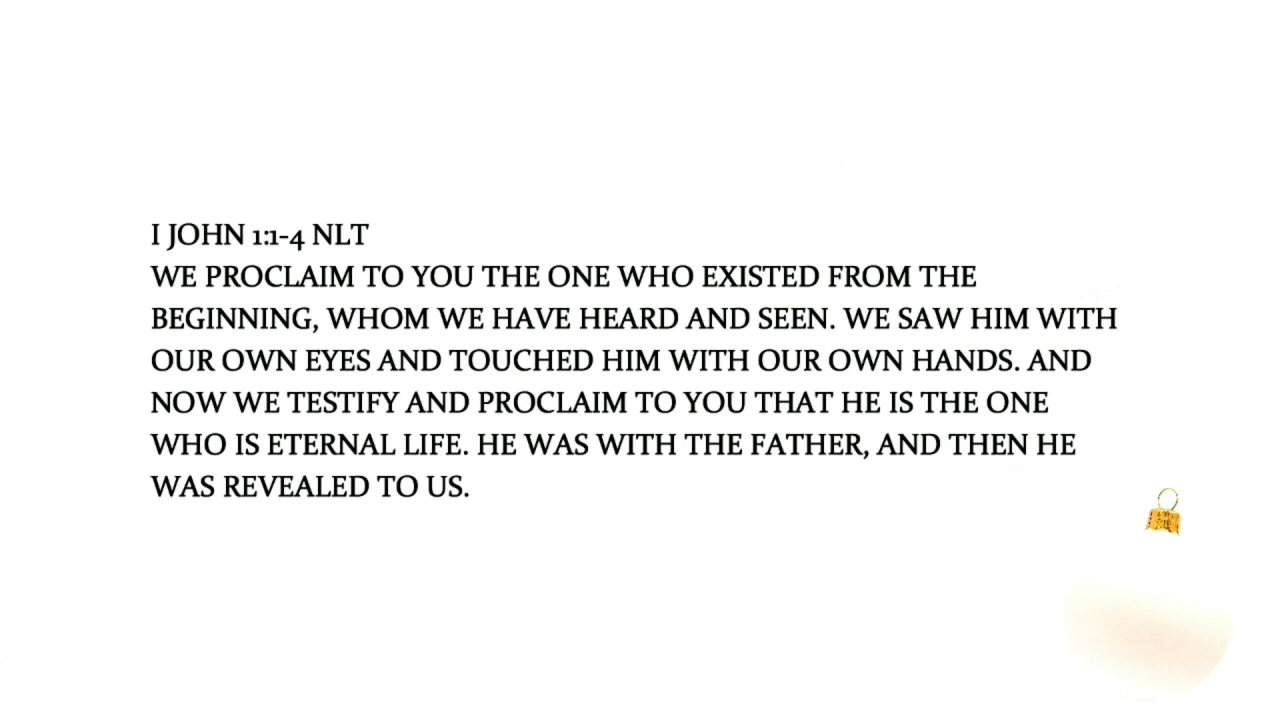 I JOHN 1:1-4 NLT
WE PROCLAIM TO YOU THE ONE WHO EXISTED FROM THE
BEGINNING, WHOM WE HAVE HEARD AND SEEN. WE SAW HIM WITH
OUR OWN EYES AND TOUCHED HIM WITH OUR OWN HANDS. AND
NOW WE TESTIFY AND PROCLAIM TO YOU THAT HE IS THE ONE
WHO IS ETERNAL LIFE. HE WAS WITH THE FATHER, AND THEN HE
WAS REVEALED TO US.